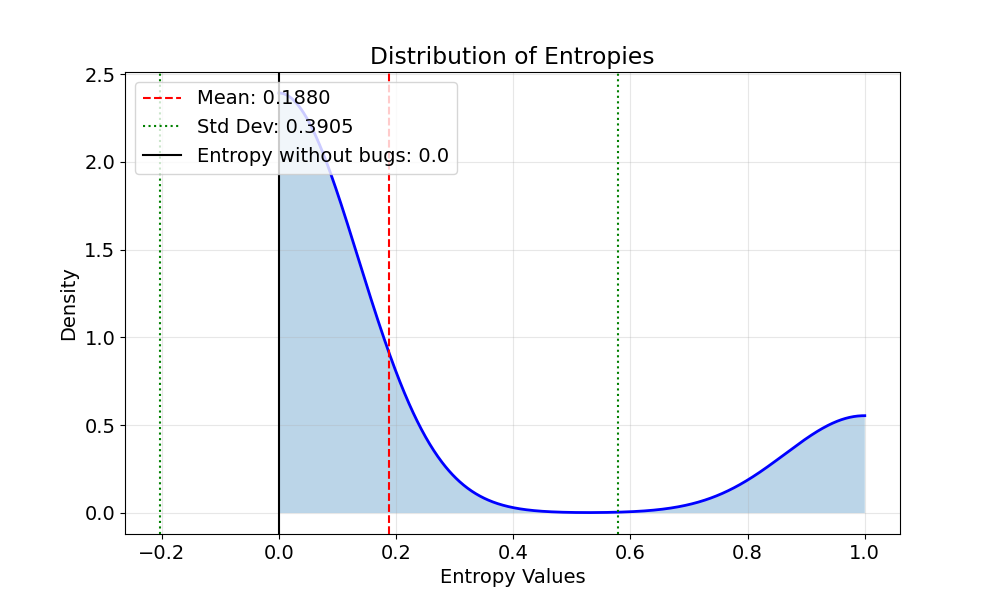 Distribution of Entropies
Mean: 0.1880
Std Dev: 0.3905
Entropy without bugs: 0.0
Density
2.5
2.0
1.5
1.0
0.5
0.0
−0.2 0.0 0.2 0.4 0.6 0.8 1.0
Entropy Values